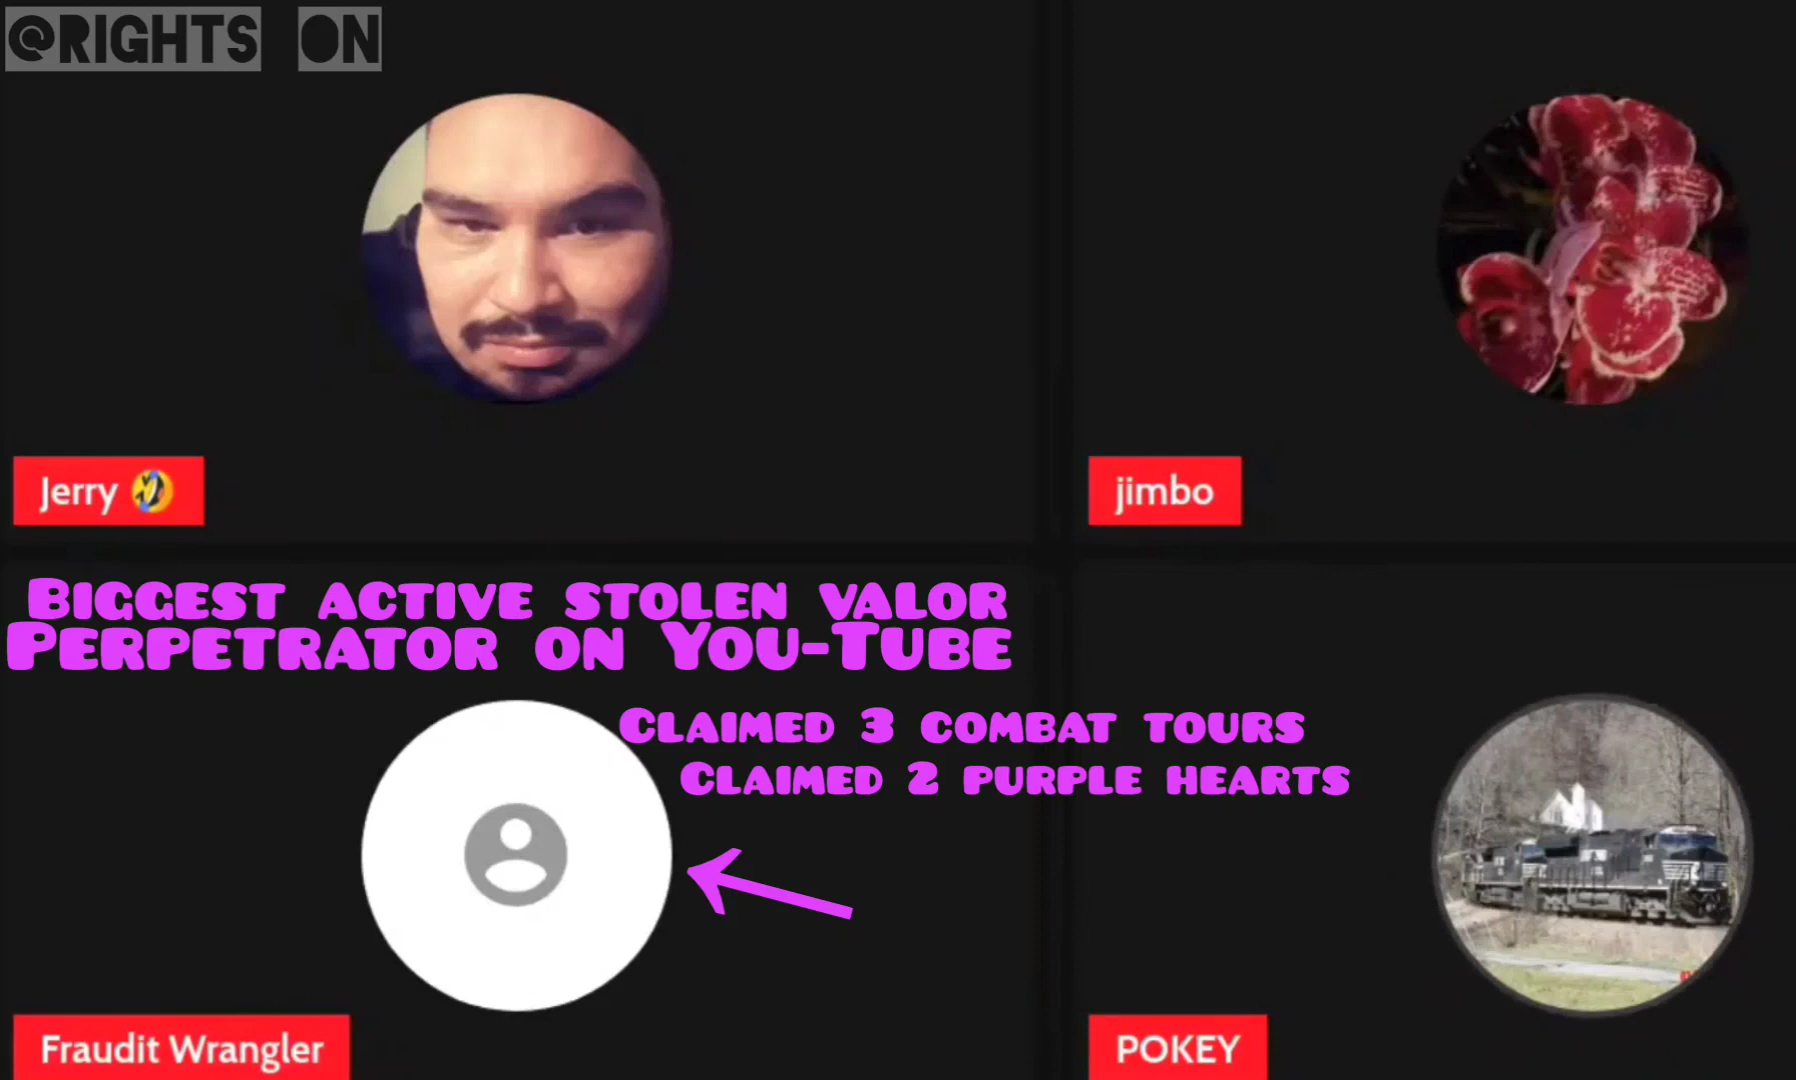 @RIGHTS ON
Jerry 🤣
jimbo
BIGGEST ACTIVE STOLEN VALOR
PERPETRATOR ON YOU-TUBE
CLAIMED 3 COMBAT TOURS
CLAIMED 2 PURPLE HEARTS
Fraudit Wrangler
POKEY